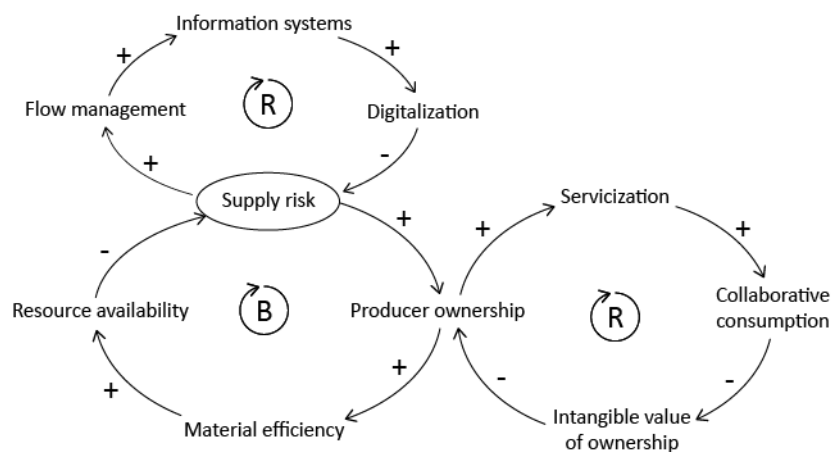 Information systems
+
+
Flow management
R
Digitalization
+
-
Supply risk
Servicization
+
+
+
-
Resource availability
B
Producer ownership
R
Collaborative
consumption
+
+
-
-
Material efficiency
Intangible value
of ownership